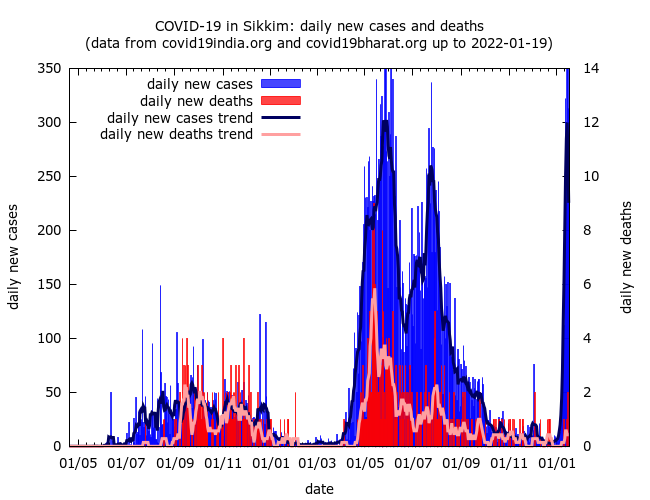 COVID-19 in Sikkim: daily new cases and deaths
(data from covid19india.org and covid19bharat.org up to 2022-01-19)
daily new cases
daily new deaths
daily new cases trend
daily new deaths trend
350
300
250
200
150
100
50
0
14
12
10
8
6
4
2
0
daily new cases
daily new deaths
01/05 01/07 01/09 01/11 01/01 01/03 01/05 01/07 01/09 01/11 01/01
date